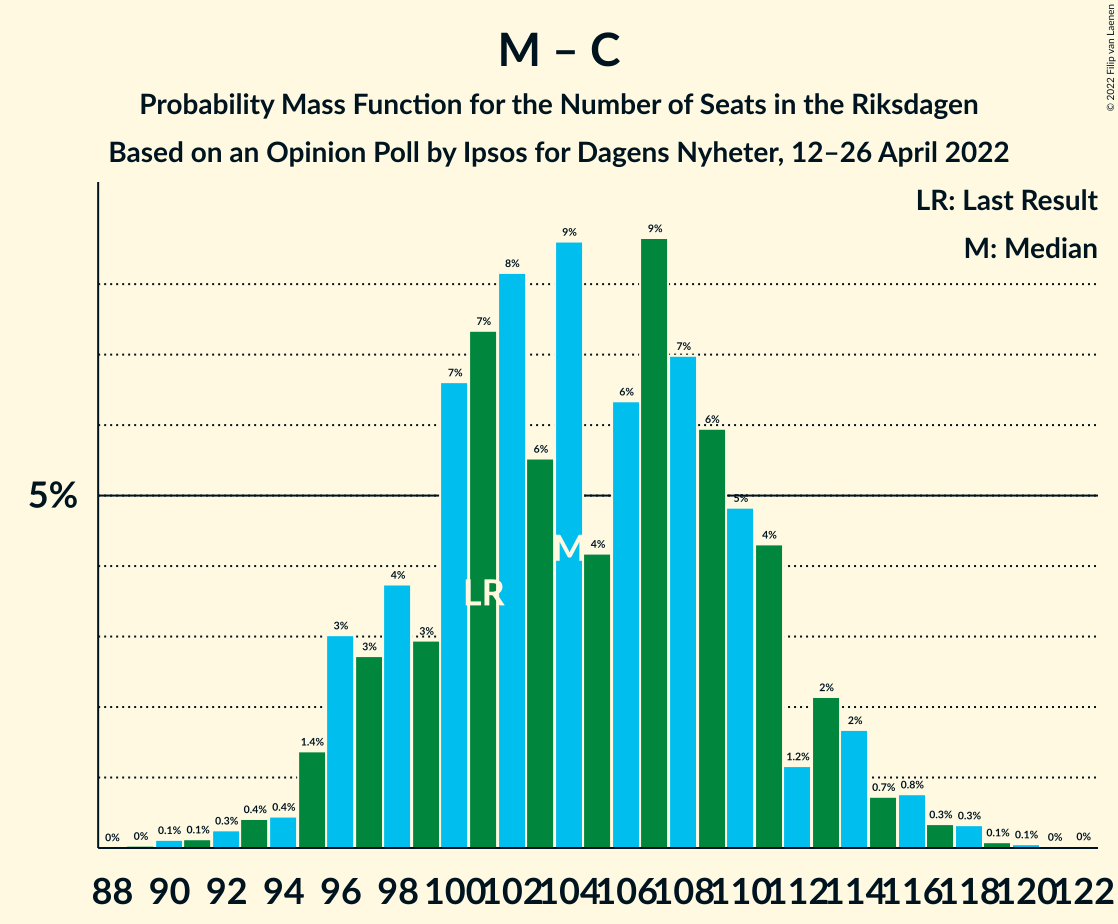 M – C
Probability Mass Function for the Number of Seats in the Riksdagen
Based on an Opinion Poll by Ipsos for Dagens Nyheter, 12–26 April 2022
© 2022 Filip van Laenen
LR: Last Result
M: Median
5%
0% 0% 0.1% 0.1% 0.3% 0.4% 0.4% 1.4% 3% 3% 4% 3% 7% 7% 8% 6% 9% 4% 6% 9% 7% 6% 5% 4% 1.2% 2% 2% 0.7% 0.8% 0.3% 0.3% 0.1% 0.1% 0% 0%
M
LR
88 90 92 94 96 98 100 102 104 106 108 110 112 114 116 118 120 122